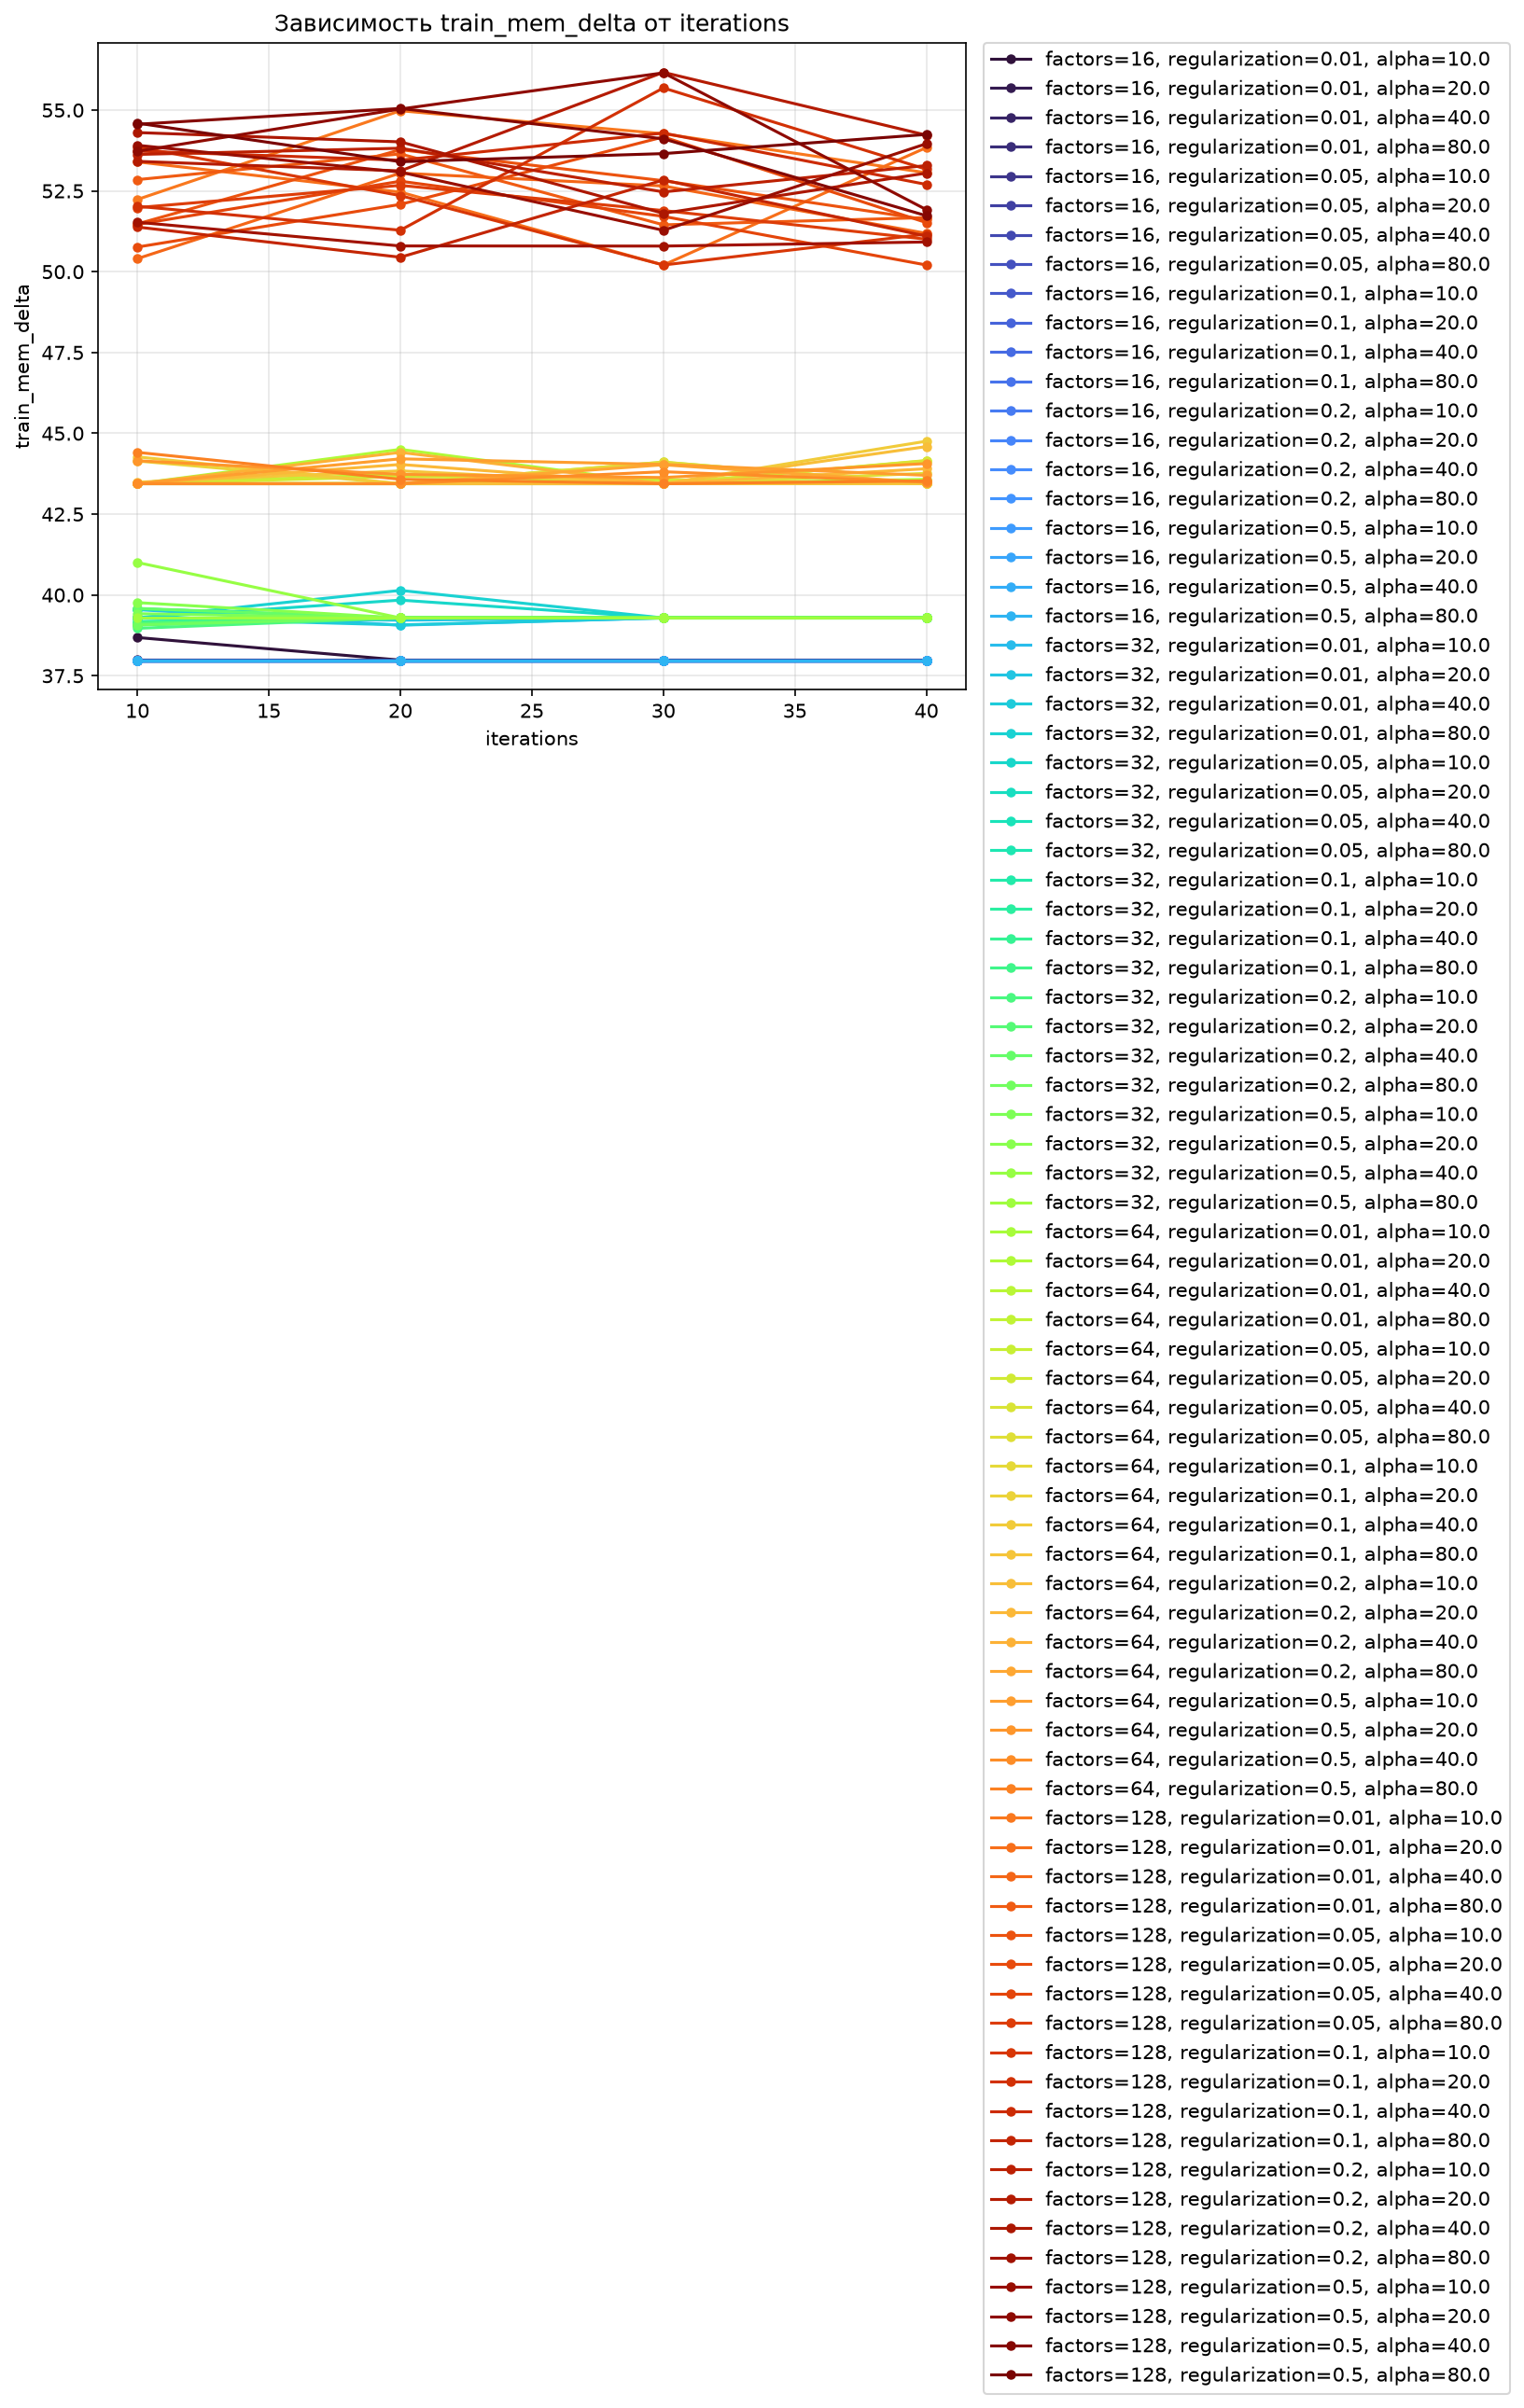 Зависимость train_mem_delta от iterations
train_mem_delta
55.0
52.5
50.0
47.5
45.0
42.5
40.0
37.5
10 15 20 25 30 35 40
iterations
factors=16, regularization=0.01, alpha=10.0
factors=16, regularization=0.01, alpha=20.0
factors=16, regularization=0.01, alpha=40.0
factors=16, regularization=0.01, alpha=80.0
factors=16, regularization=0.05, alpha=10.0
factors=16, regularization=0.05, alpha=20.0
factors=16, regularization=0.05, alpha=40.0
factors=16, regularization=0.05, alpha=80.0
factors=16, regularization=0.1, alpha=10.0
factors=16, regularization=0.1, alpha=20.0
factors=16, regularization=0.1, alpha=40.0
factors=16, regularization=0.1, alpha=80.0
factors=16, regularization=0.2, alpha=10.0
factors=16, regularization=0.2, alpha=20.0
factors=16, regularization=0.2, alpha=40.0
factors=16, regularization=0.2, alpha=80.0
factors=16, regularization=0.5, alpha=10.0
factors=16, regularization=0.5, alpha=20.0
factors=16, regularization=0.5, alpha=40.0
factors=16, regularization=0.5, alpha=80.0
factors=32, regularization=0.01, alpha=10.0
factors=32, regularization=0.01, alpha=20.0
factors=32, regularization=0.01, alpha=40.0
factors=32, regularization=0.01, alpha=80.0
factors=32, regularization=0.05, alpha=10.0
factors=32, regularization=0.05, alpha=20.0
factors=32, regularization=0.05, alpha=40.0
factors=32, regularization=0.05, alpha=80.0
factors=32, regularization=0.1, alpha=10.0
factors=32, regularization=0.1, alpha=20.0
factors=32, regularization=0.1, alpha=40.0
factors=32, regularization=0.1, alpha=80.0
factors=32, regularization=0.2, alpha=10.0
factors=32, regularization=0.2, alpha=20.0
factors=32, regularization=0.2, alpha=40.0
factors=32, regularization=0.2, alpha=80.0
factors=32, regularization=0.5, alpha=10.0
factors=32, regularization=0.5, alpha=20.0
factors=32, regularization=0.5, alpha=40.0
factors=32, regularization=0.5, alpha=80.0
factors=64, regularization=0.01, alpha=10.0
factors=64, regularization=0.01, alpha=20.0
factors=64, regularization=0.01, alpha=40.0
factors=64, regularization=0.01, alpha=80.0
factors=64, regularization=0.05, alpha=10.0
factors=64, regularization=0.05, alpha=20.0
factors=64, regularization=0.05, alpha=40.0
factors=64, regularization=0.05, alpha=80.0
factors=64, regularization=0.1, alpha=10.0
factors=64, regularization=0.1, alpha=20.0
factors=64, regularization=0.1, alpha=40.0
factors=64, regularization=0.1, alpha=80.0
factors=64, regularization=0.2, alpha=10.0
factors=64, regularization=0.2, alpha=20.0
factors=64, regularization=0.2, alpha=40.0
factors=64, regularization=0.2, alpha=80.0
factors=64, regularization=0.5, alpha=10.0
factors=64, regularization=0.5, alpha=20.0
factors=64, regularization=0.5, alpha=40.0
factors=64, regularization=0.5, alpha=80.0
factors=128, regularization=0.01, alpha=10.0
factors=128, regularization=0.01, alpha=20.0
factors=128, regularization=0.01, alpha=40.0
factors=128, regularization=0.01, alpha=80.0
factors=128, regularization=0.05, alpha=10.0
factors=128, regularization=0.05, alpha=20.0
factors=128, regularization=0.05, alpha=40.0
factors=128, regularization=0.05, alpha=80.0
factors=128, regularization=0.1, alpha=10.0
factors=128, regularization=0.1, alpha=20.0
factors=128, regularization=0.1, alpha=40.0
factors=128, regularization=0.1, alpha=80.0
factors=128, regularization=0.2, alpha=10.0
factors=128, regularization=0.2, alpha=20.0
factors=128, regularization=0.2, alpha=40.0
factors=128, regularization=0.2, alpha=80.0
factors=128, regularization=0.5, alpha=10.0
factors=128, regularization=0.5, alpha=20.0
factors=128, regularization=0.5, alpha=40.0
factors=128, regularization=0.5, alpha=80.0